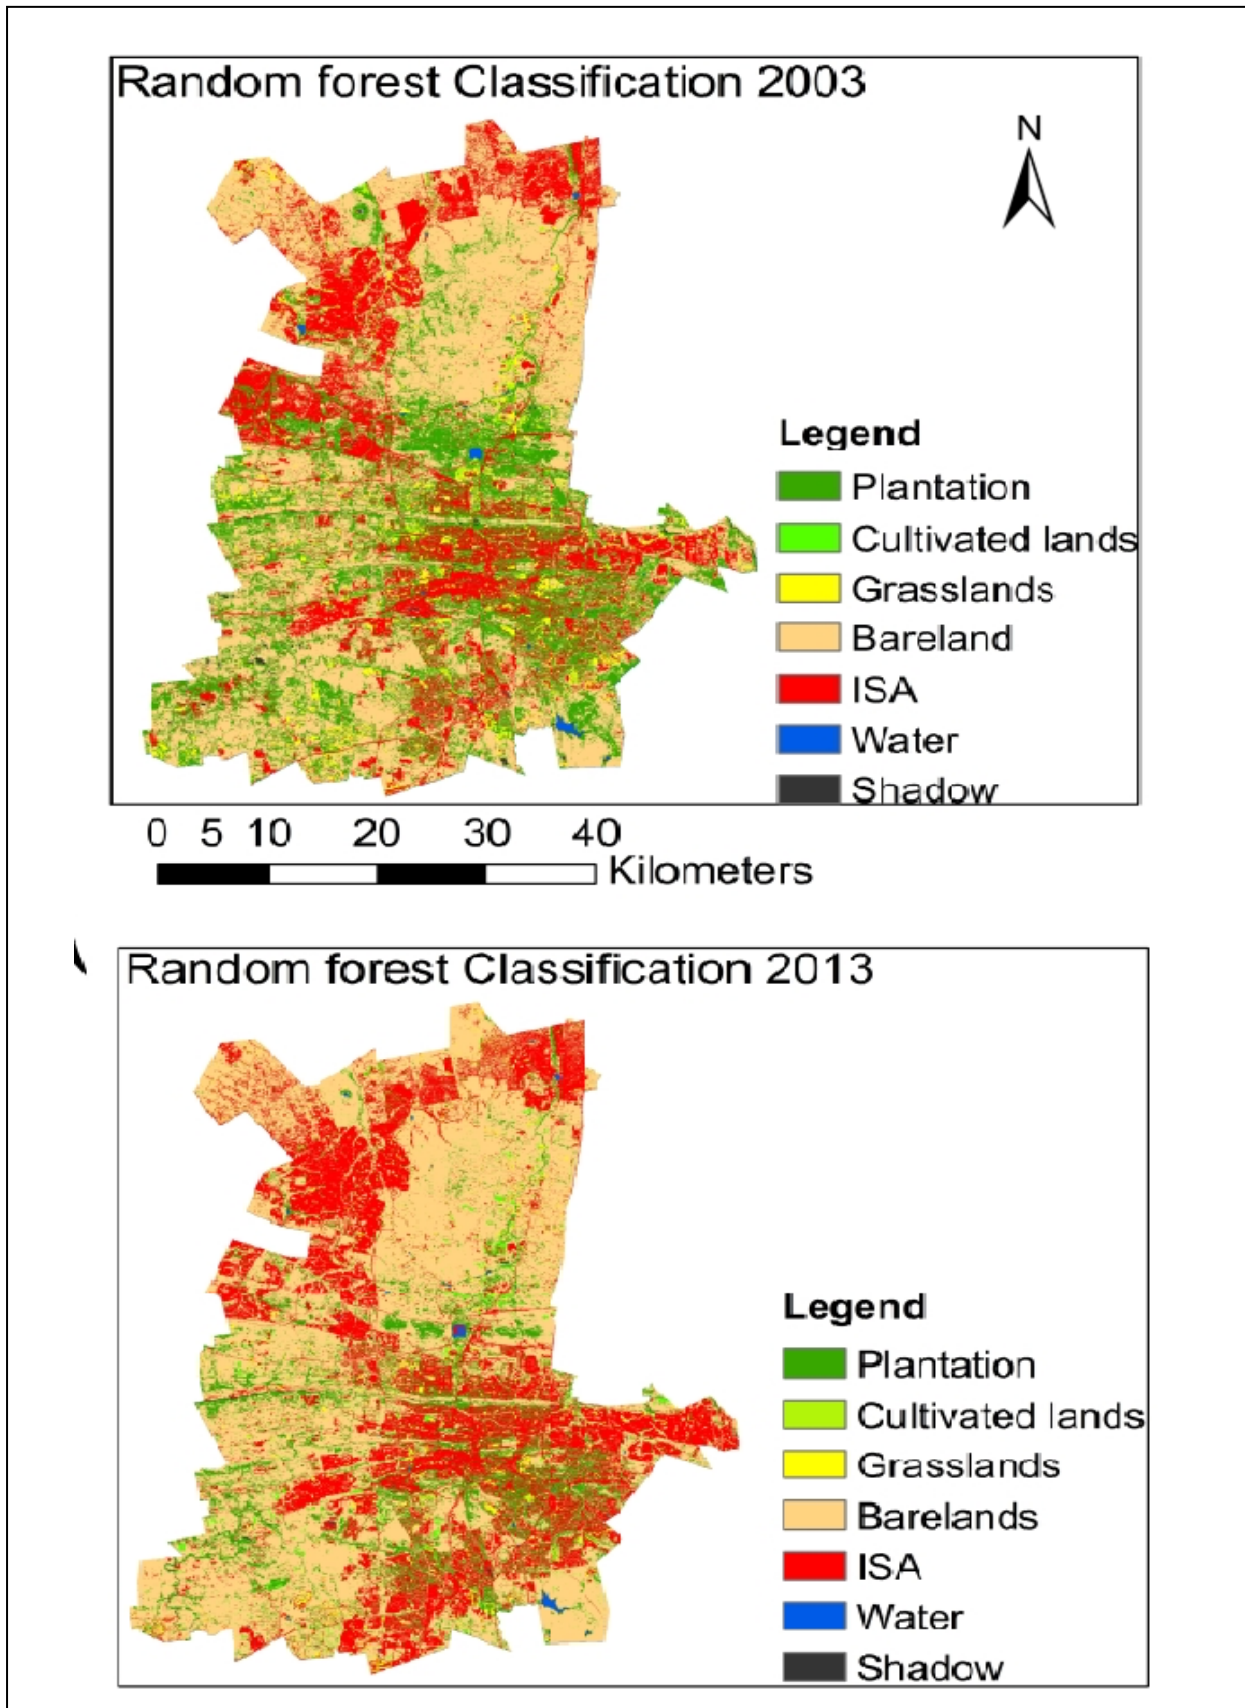 Random forest Classification 2003
N
Legend
Plantation
Cultivated lands
Grasslands
Bareland
ISA
Water
Shadow
0 5 10 20 30 40
Kilometers
Random forest Classification 2013
Legend
Plantation
Cultivated lands
Grasslands
Barelands
ISA
Water
Shadow